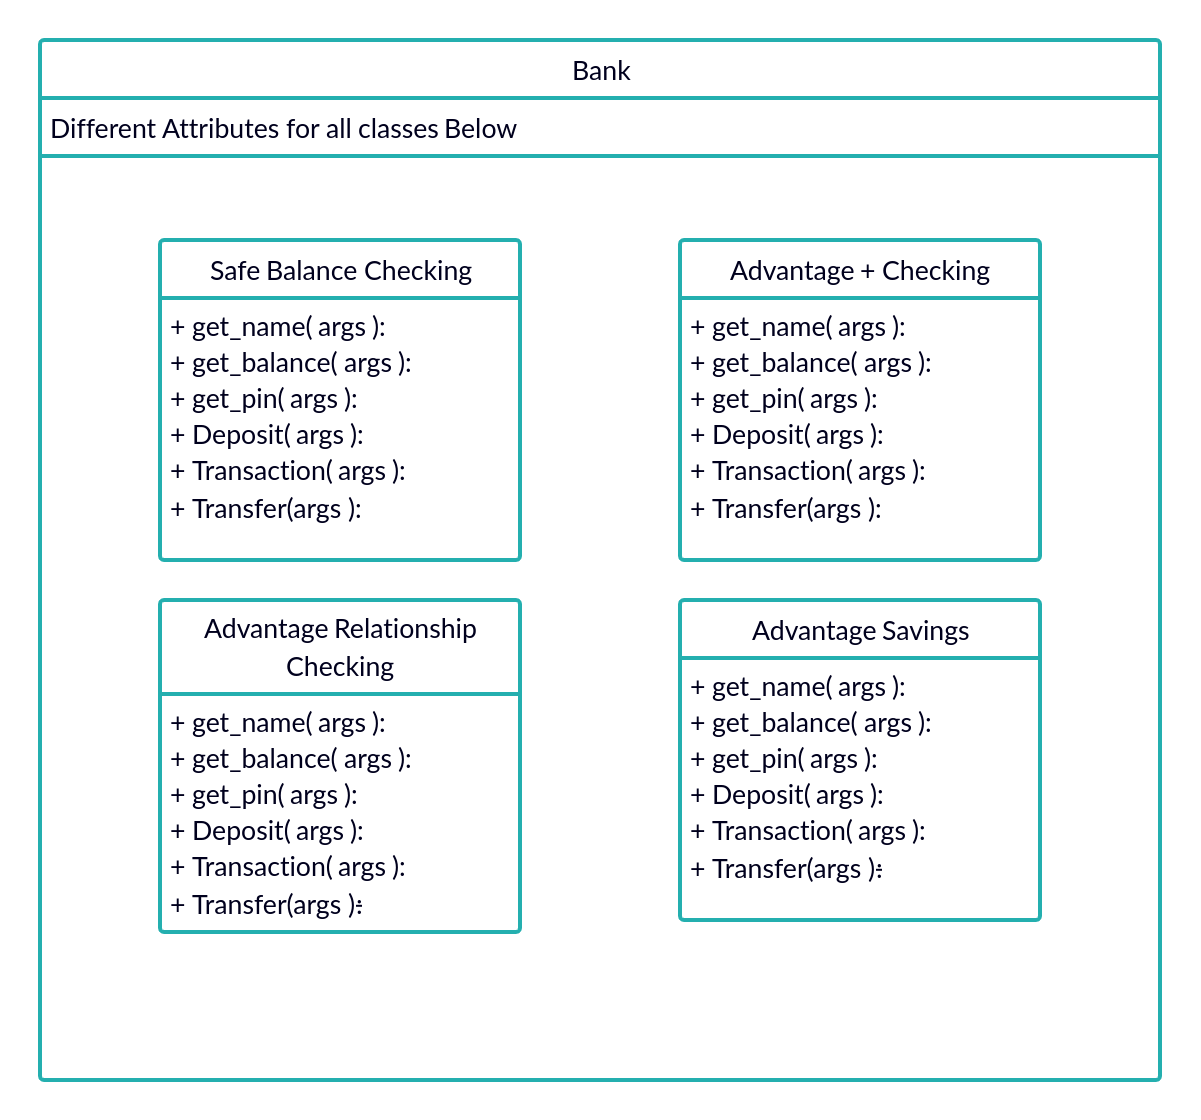 Bank
Different Attributes for all classes Below
Safe Balance Checking
+ get_name( args ):
+ get_balance( args ):
+ get_pin( args ):
+ Deposit( args ):
+ Transaction( args ):
+ Transfer(args ):
Advantage + Checking
+ get_name( args ):
+ get_balance( args ):
+ get_pin( args ):
+ Deposit( args ):
+ Transaction( args ):
+ Transfer(args ):
Advantage Relationship
Checking
+ get_name( args ):
+ get_balance( args ):
+ get_pin( args ):
+ Deposit( args ):
+ Transaction( args ):
+ Transfer(args ):
Advantage Savings
+ get_name( args ):
+ get_balance( args ):
+ get_pin( args ):
+ Deposit( args ):
+ Transaction( args ):
+ Transfer(args ):